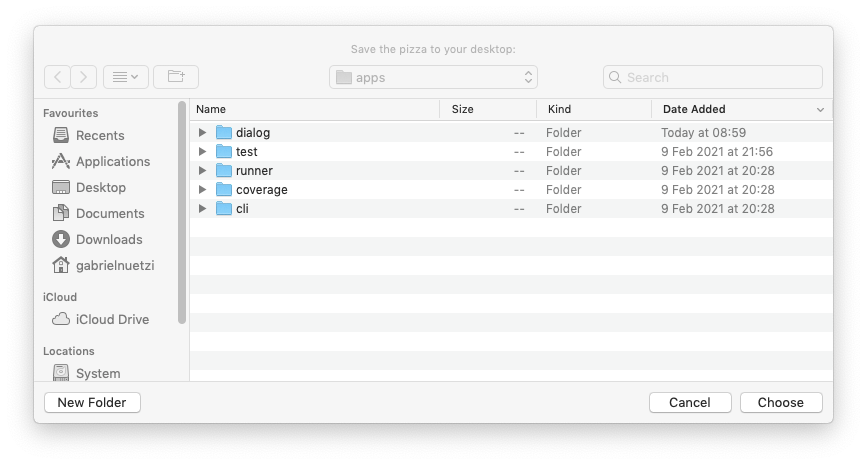 Save the pizza to your desktop:
apps
Search
Favourites
Recents
Applications
Desktop
Documents
Downloads
gabrielnuetzi
iCloud
iCloud Drive
Locations
System
Name Size Kind Date Added
dialog -- Folder Today at 08:59
test -- Folder 9 Feb 2021 at 21:56
runner -- Folder 9 Feb 2021 at 20:28
coverage -- Folder 9 Feb 2021 at 20:28
cli -- Folder 9 Feb 2021 at 20:28
New Folder Cancel Choose